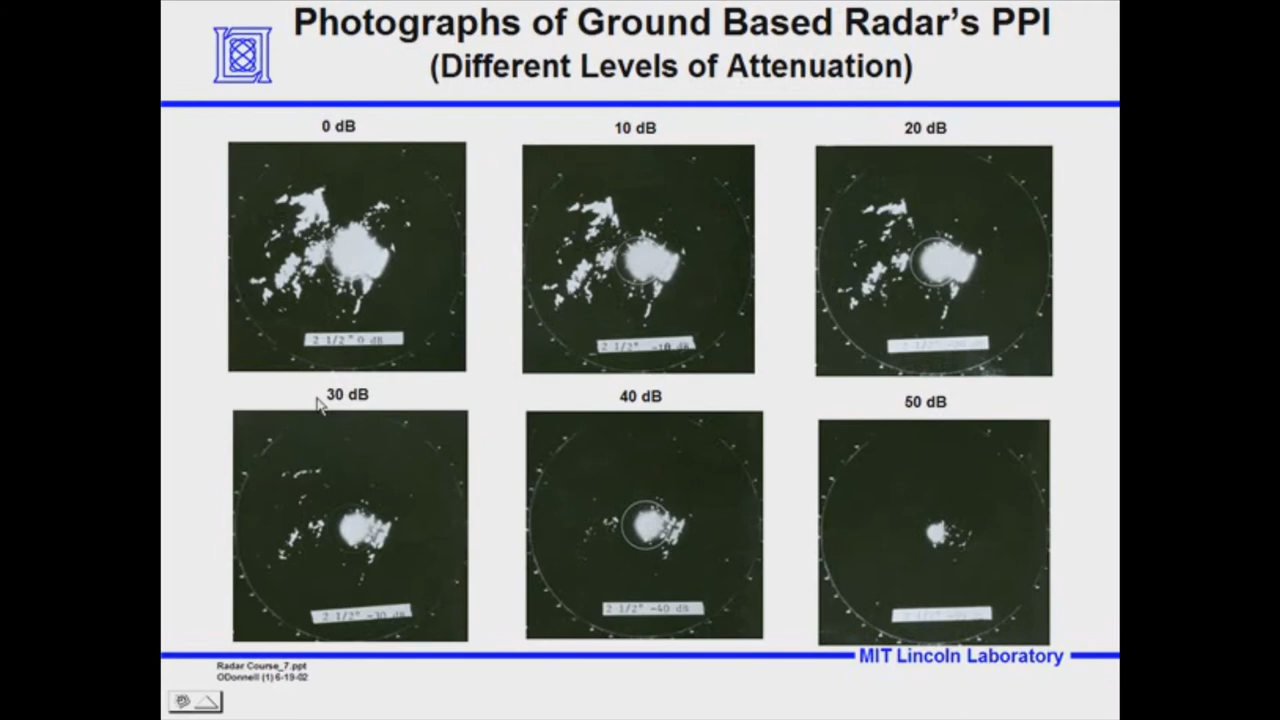 Photographs of Ground Based Radar's PPI
(Different Levels of Attenuation)
0 dB
10 dB
20 dB
2 1/2° 0 dB
2 1/2° -10 dB
30 dB
40 dB
50 dB
2 1/2° -30 dB
2 1/2° -40 dB
MIT Lincoln Laboratory
Radar Course_7.ppt
ODonnell (1) 6-19-02